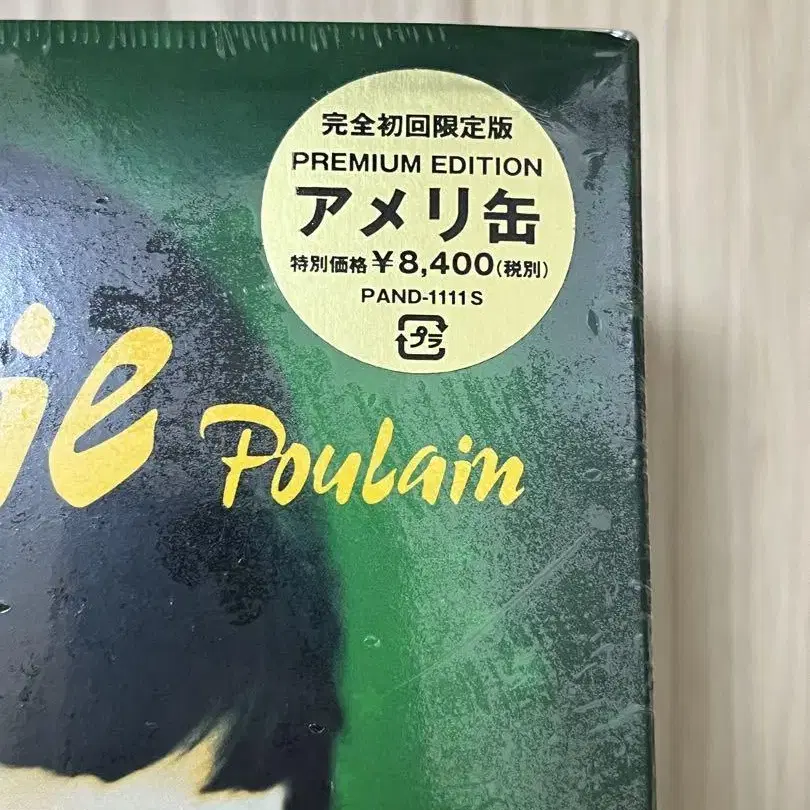 完全初回限定版
PREMIUM EDITION
アメリ缶
特別価格￥8,400(税別)
PAND-1111S
プラ
Poulain